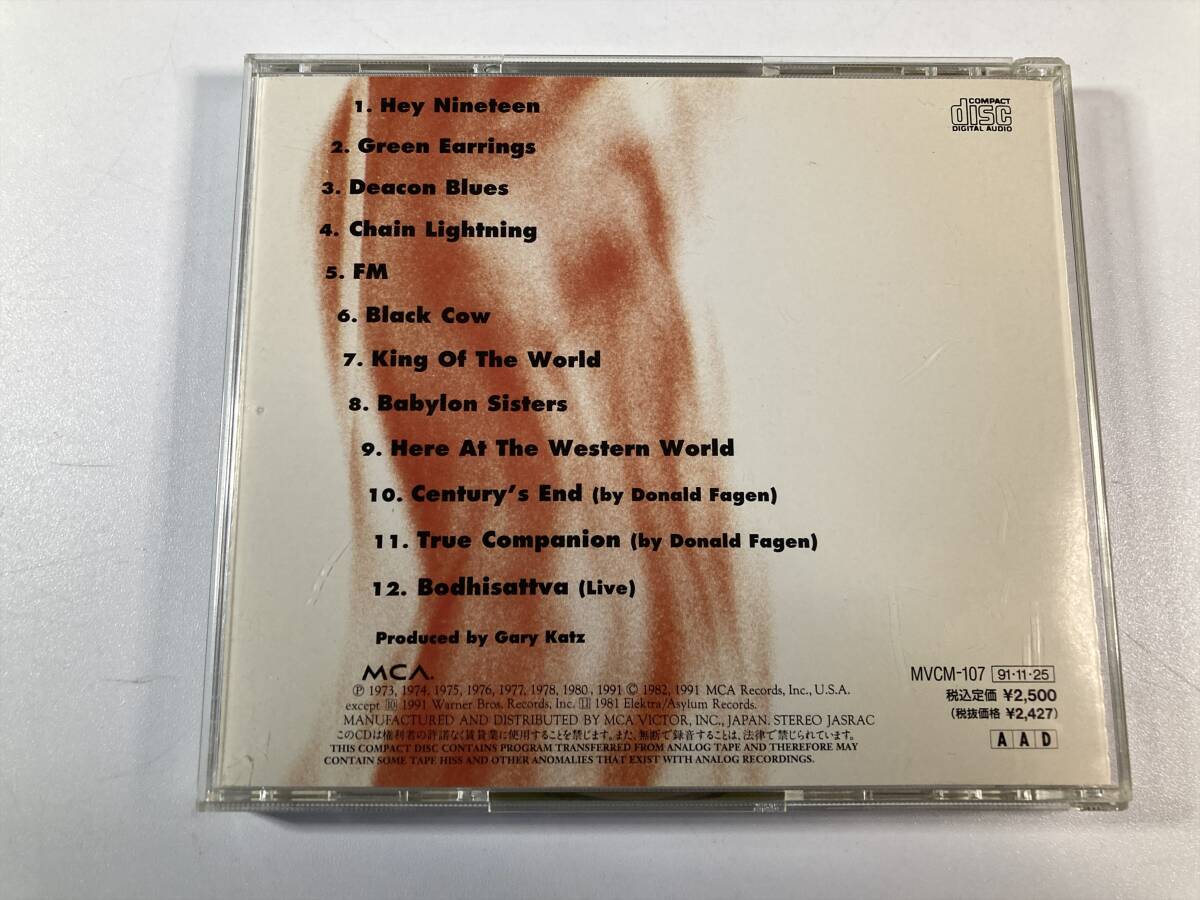 1. Hey Nineteen
2. Green Earrings
3. Deacon Blues
4. Chain Lightning
5. FM
6. Black Cow
7. King Of The World
8. Babylon Sisters
9. Here At The Western World
10. Century's End (by Donald Fagen)
11. True Companion (by Donald Fagen)
12. Bodhisattva (Live)
Produced by Gary Katz
COMPACT
disc
DIGITAL AUDIO
MCA.
Ⓟ 1973, 1974, 1975, 1976, 1977, 1978, 1980, 1991 © 1982, 1991 MCA Records, Inc., U.S.A.
except 10 1991 Warner Bros. Records, Inc. 11 1981 Elektra/Asylum Records.
MANUFACTURED AND DISTRIBUTED BY MCA VICTOR, INC., JAPAN. STEREO JASRAC
このCDは権利者の許諾なく賃貸業に使用することを禁じます。また、無断で録音することは、法律で禁じられています。
THIS COMPACT DISC CONTAINS PROGRAM TRANSFERRED FROM ANALOG TAPE AND THEREFORE MAY
CONTAIN SOME TAPE HISS AND OTHER ANOMALIES THAT EXIST WITH ANALOG RECORDINGS.
MVCM-107 91·11·25
税込定価 ¥2,500
(税抜価格 ¥2,427)
A A D